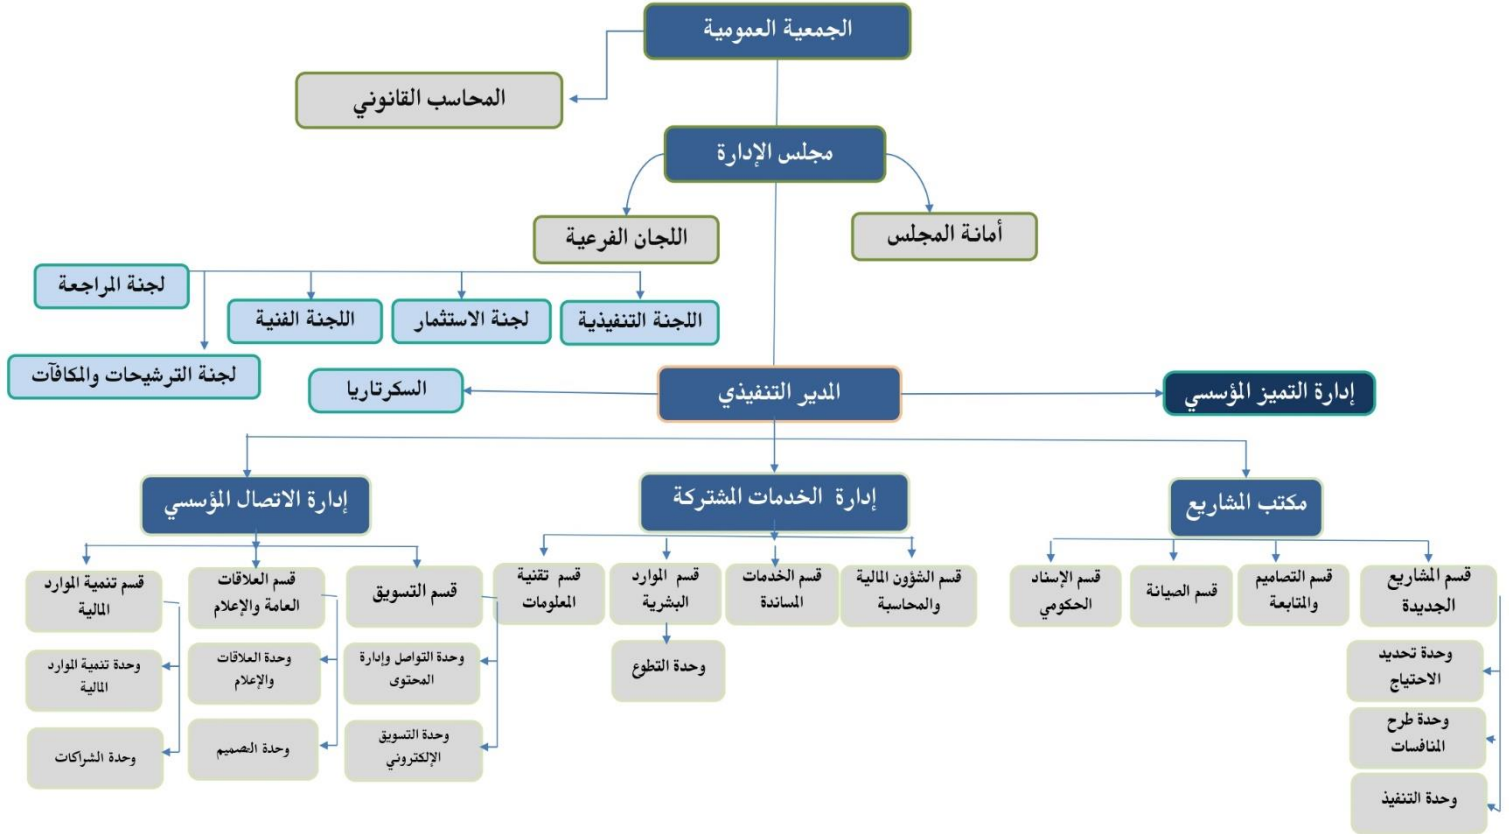 الجمعية العمومية
المحاسب القانوني
مجلس الإدارة
أمانة المجلس
اللجان الفرعية
اللجنة التنفيذية
لجنة الاستثمار
اللجنة الفنية
لجنة المراجعة
لجنة الترشيحات والمكافآت
إدارة التميز المؤسسي
المدير التنفيذي
السكرتاريا
مكتب المشاريع
إدارة الخدمات المشتركة
إدارة الاتصال المؤسسي
قسم المشاريع
الجديدة
قسم التصاميم
والمتابعة
قسم الصيانة
قسم الإسناد
الحكومي
قسم الشؤون المالية
والمحاسبة
قسم الخدمات
المساندة
قسم الموارد
البشرية
قسم تقنية
المعلومات
قسم التسويق
قسم العلاقات
العامة والإعلام
قسم تنمية الموارد
المالية
وحدة تحديد
الاحتياج
وحدة طرح
المنافسات
وحدة التنفيذ
وحدة التطوع
وحدة التواصل وإدارة
المحتوى
وحدة التسويق
الإلكتروني
وحدة العلاقات
والإعلام
وحدة التصميم
وحدة تنمية الموارد
المالية
وحدة الشراكات